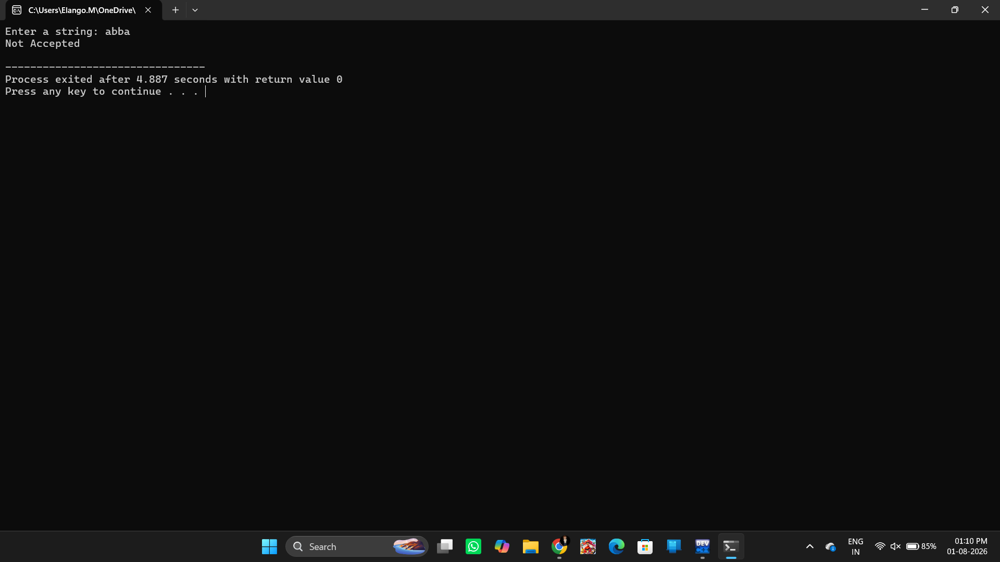 C:\Users\Elango.M\OneDrive\
Enter a string: abba
Not Accepted
--------------------------------
Process exited after 4.887 seconds with return value 0
Press any key to continue . . .
Search
DEV
C++
ENG
IN
85%
01:10 PM
01-08-2026